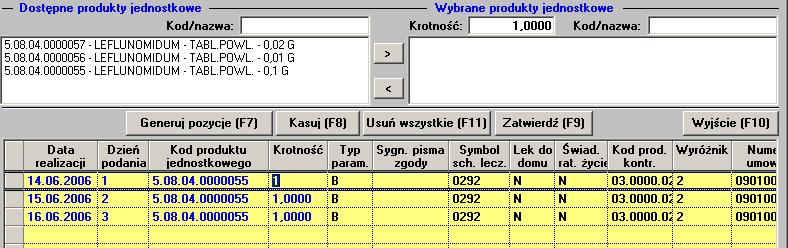 Dostępne produkty jednostkowe
Wybrane produkty jednostkowe
Kod/nazwa:
Krotność: 1,0000 Kod/nazwa:
5.08.04.0000057 - LEFLUNOMIDUM - TABL.POWL. - 0,02 G
5.08.04.0000056 - LEFLUNOMIDUM - TABL.POWL. - 0,01 G
5.08.04.0000055 - LEFLUNOMIDUM - TABL.POWL. - 0,1 G
>
<
Generuj pozycje (F7) Kasuj (F8) Usuń wszystkie (F11) Zatwierdź (F9) Wyjście (F10)
Data Dzień Kod produktu Krotność Typ Sygn. pisma Symbol Lek do Świad. Kod prod. Wyróżnik Nume
realizacji podania jednostkowego param. zgody sch. lecz. domu rat. życie kontr. umow
14.06.2006 1 5.08.04.0000055 1 B 0292 N N 03.0000.02 2 090100
15.06.2006 2 5.08.04.0000055 1,0000 B 0292 N N 03.0000.02 2 090100
16.06.2006 3 5.08.04.0000055 1,0000 B 0292 N N 03.0000.02 2 090100